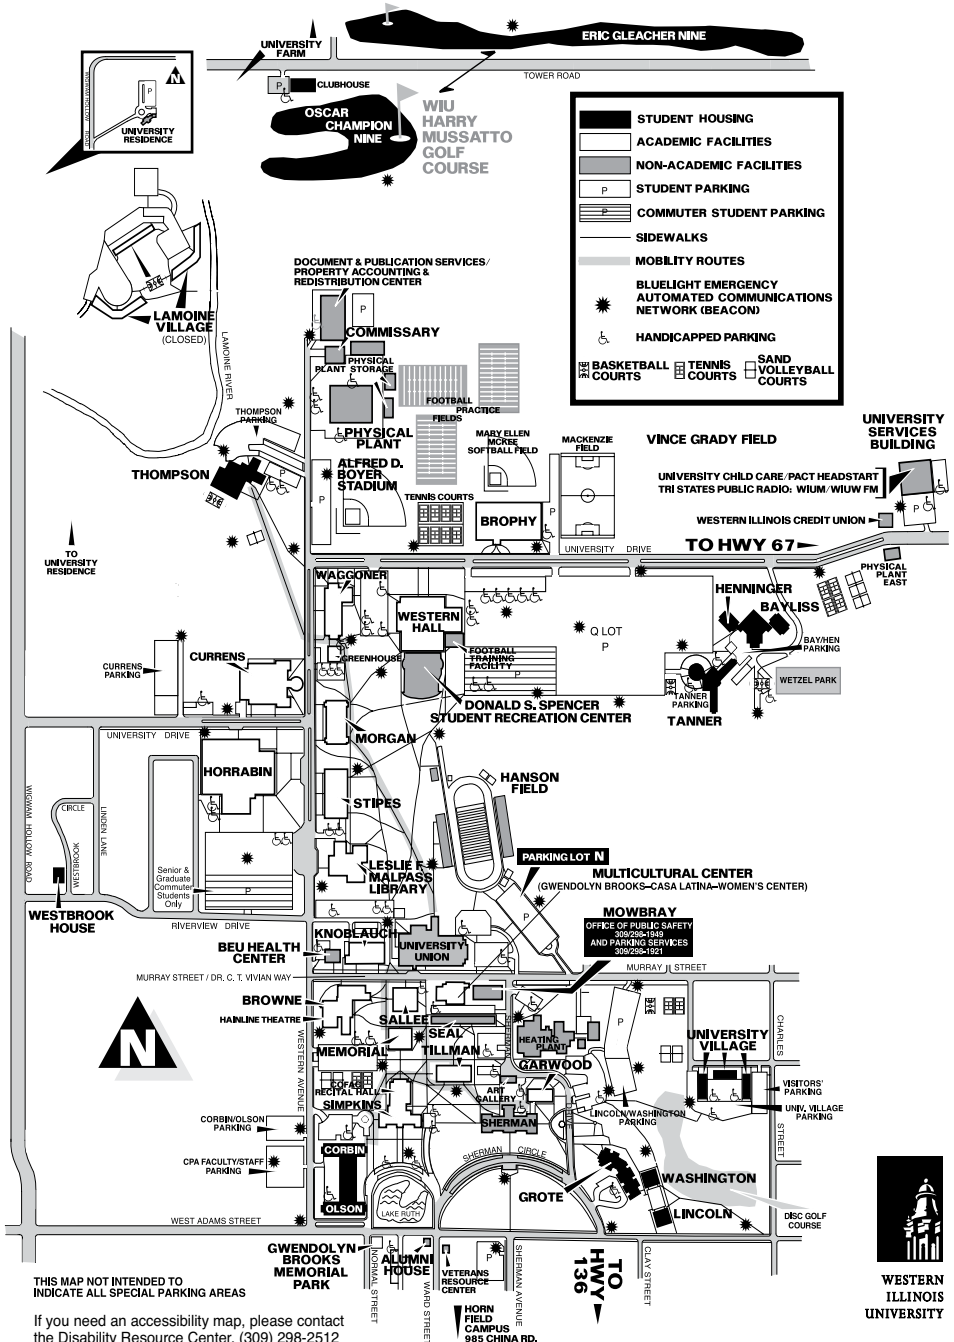 ERIC GLEACHER NINE
UNIVERSITY
FARM
TOWER ROAD
P
CLUBHOUSE
OSCAR
CHAMPION
NINE
WIU
HARRY
MUSSATTO
GOLF
COURSE
WIGWAM HOLLOW ROAD
P
N
UNIVERSITY
RESIDENCE
STUDENT HOUSING
ACADEMIC FACILITIES
NON-ACADEMIC FACILITIES
P
STUDENT PARKING
P
COMMUTER STUDENT PARKING
SIDEWALKS
MOBILITY ROUTES
BLUELIGHT EMERGENCY
AUTOMATED COMMUNICATIONS
NETWORK (BEACON)
HANDICAPPED PARKING
BASKETBALL
COURTS
TENNIS
COURTS
SAND
VOLLEYBALL
COURTS
LAMOINE
VILLAGE
(CLOSED)
LAMOINE RIVER
DOCUMENT & PUBLICATION SERVICES/
PROPERTY ACCOUNTING &
REDISTRIBUTION CENTER
P
COMMISSARY
PHYSICAL
PLANT
STORAGE
FOOTBALL
PRACTICE
FIELDS
PHYSICAL
PLANT
THOMPSON
PARKING
THOMPSON
P
P
ALFRED D.
BOYER
STADIUM
MARY ELLEN
MCKEE
SOFTBALL FIELD
MACKENZIE
FIELD
VINCE GRADY FIELD
UNIVERSITY
SERVICES
BUILDING
UNIVERSITY CHILD CARE/PACT HEADSTART
TRI STATES PUBLIC RADIO: WIUM/WIUW FM
P
WESTERN ILLINOIS CREDIT UNION
TENNIS COURTS
BROPHY
P
UNIVERSITY DRIVE
TO HWY 67
PHYSICAL
PLANT
EAST
TO
UNIVERSITY
RESIDENCE
WAGGONER
WESTERN
HALL
GREENHOUSE
FOOTBALL
TRAINING
FACILITY
P
Q LOT
P
HENNINGER
BAYLISS
BAY/HEN
PARKING
WETZEL PARK
TANNER
PARKING
TANNER
CURRENS
PARKING
CURRENS
DONALD S. SPENCER
STUDENT RECREATION CENTER
UNIVERSITY DRIVE
MORGAN
HORRABIN
STIPES
HANSON
FIELD
WIGWAM HOLLOW ROAD
CIRCLE
WESTBROOK
LINDEN LANE
WESTBROOK
HOUSE
Senior &
Graduate
Commuter
Students
Only
P
RIVERVIEW DRIVE
LESLIE F.
MALPASS
LIBRARY
PARKING LOT N
P
MULTICULTURAL CENTER
(GWENDOLYN BROOKS–CASA LATINA–WOMEN'S CENTER)
MOWBRAY
OFFICE OF PUBLIC SAFETY
309/298-1949
AND PARKING SERVICES
309/298-1921
KNOBLAUCH
BEU HEALTH
CENTER
UNIVERSITY
UNION
MURRAY STREET / DR. C. T. VIVIAN WAY
MURRAY STREET
N
BROWNE
HAINLINE THEATRE
SALLEE
SEAL
SHERMAN
DRIVE
MEMORIAL
TILLMAN
HEATING
PLANT
GARWOOD
P
UNIVERSITY
VILLAGE
CHARLES
STREET
VISITORS'
PARKING
UNIV. VILLAGE
PARKING
WESTERN AVENUE
COFAC
RECITAL HALL
SIMPKINS
ART
GALLERY
SHERMAN
LINCOLN/WASHINGTON
PARKING
CORBIN/OLSON
PARKING
CPA FACULTY/STAFF
PARKING
CORBIN
OLSON
SHERMAN CIRCLE
GROTE
WASHINGTON
LINCOLN
DISC GOLF
COURSE
LAKE RUTH
WEST ADAMS STREET
GWENDOLYN
BROOKS
MEMORIAL
PARK
NORMAL STREET
ALUMNI
HOUSE
WARD STREET
VETERANS
RESOURCE
CENTER
P
SHERMAN AVENUE
TO
HWY
136
CLAY STREET
HORN
FIELD
CAMPUS
985 CHINA RD.
THIS MAP NOT INTENDED TO
INDICATE ALL SPECIAL PARKING AREAS
If you need an accessibility map, please contact
the Disability Resource Center, (309) 298-2512
WESTERN
ILLINOIS
UNIVERSITY